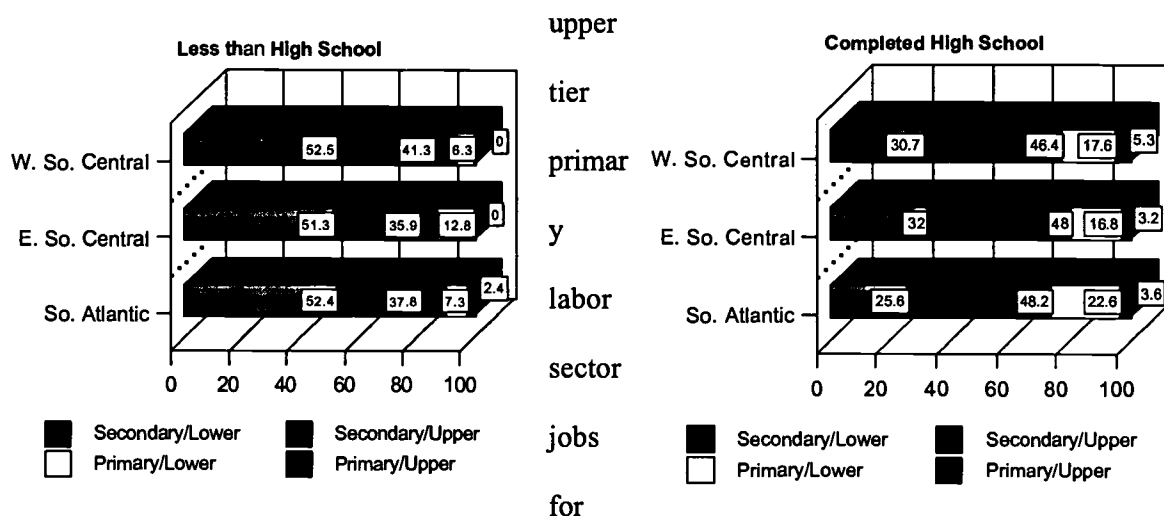 Less than High School
W. So. Central
52.5 41.3 6.3 0
E. So. Central
51.3 35.9 12.8 0
So. Atlantic
52.4 37.8 7.3 2.4
0 20 40 60 80 100
Secondary/Lower Secondary/Upper
Primary/Lower Primary/Upper
upper
tier
primar
y
labor
sector
jobs
for
Completed High School
W. So. Central
30.7 46.4 17.6 5.3
E. So. Central
32 48 16.8 3.2
So. Atlantic
25.6 48.2 22.6 3.6
0 20 40 60 80 100
Secondary/Lower Secondary/Upper
Primary/Lower Primary/Upper